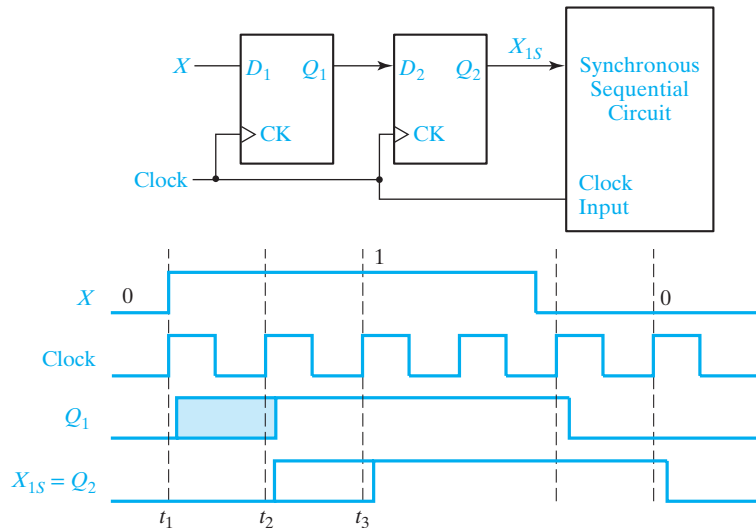 X
D₁
Q₁
CK
D₂
Q₂
CK
X₁S
Synchronous
Sequential
Circuit
Clock
Clock
Input
X
0
1
0
Clock
Q₁
X₁S = Q₂
t₁
t₂
t₃